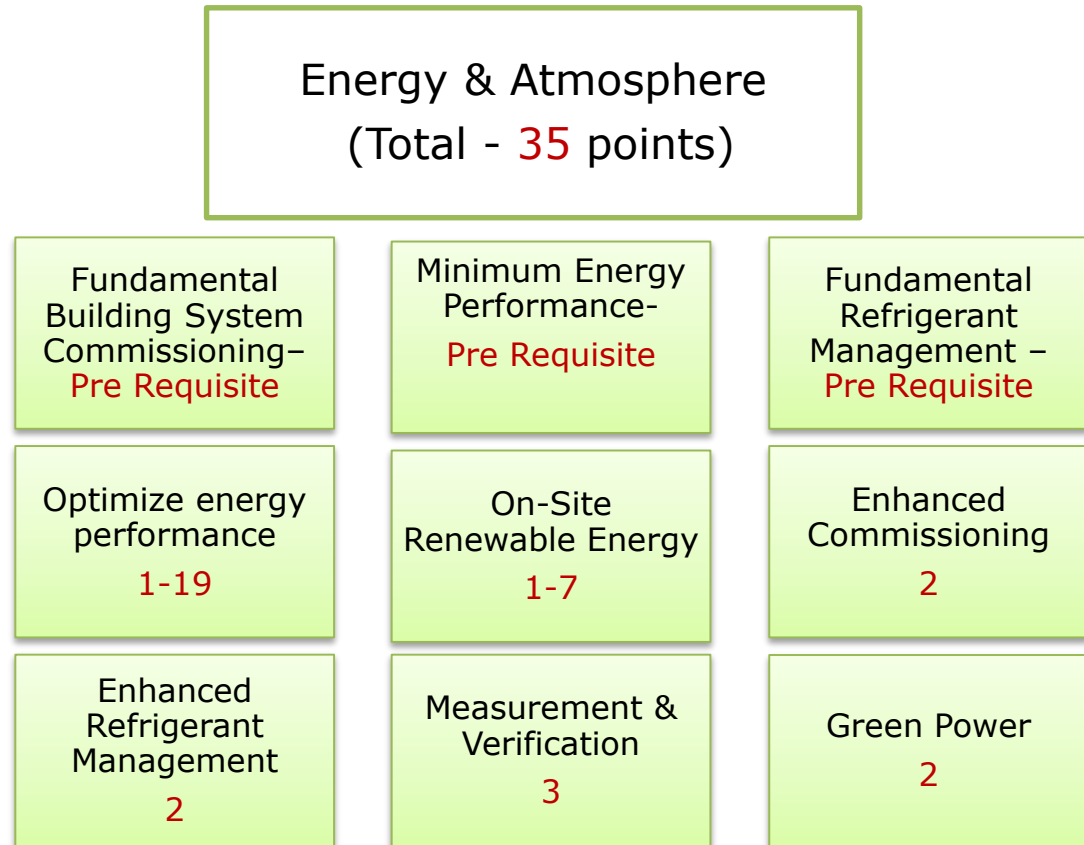 Energy & Atmosphere
(Total - 35 points)
Fundamental
Building System
Commissioning–
Pre Requisite
Minimum Energy
Performance-
Pre Requisite
Fundamental
Refrigerant
Management –
Pre Requisite
Optimize energy
performance
1-19
On-Site
Renewable Energy
1-7
Enhanced
Commissioning
2
Enhanced
Refrigerant
Management
2
Measurement &
Verification
3
Green Power
2